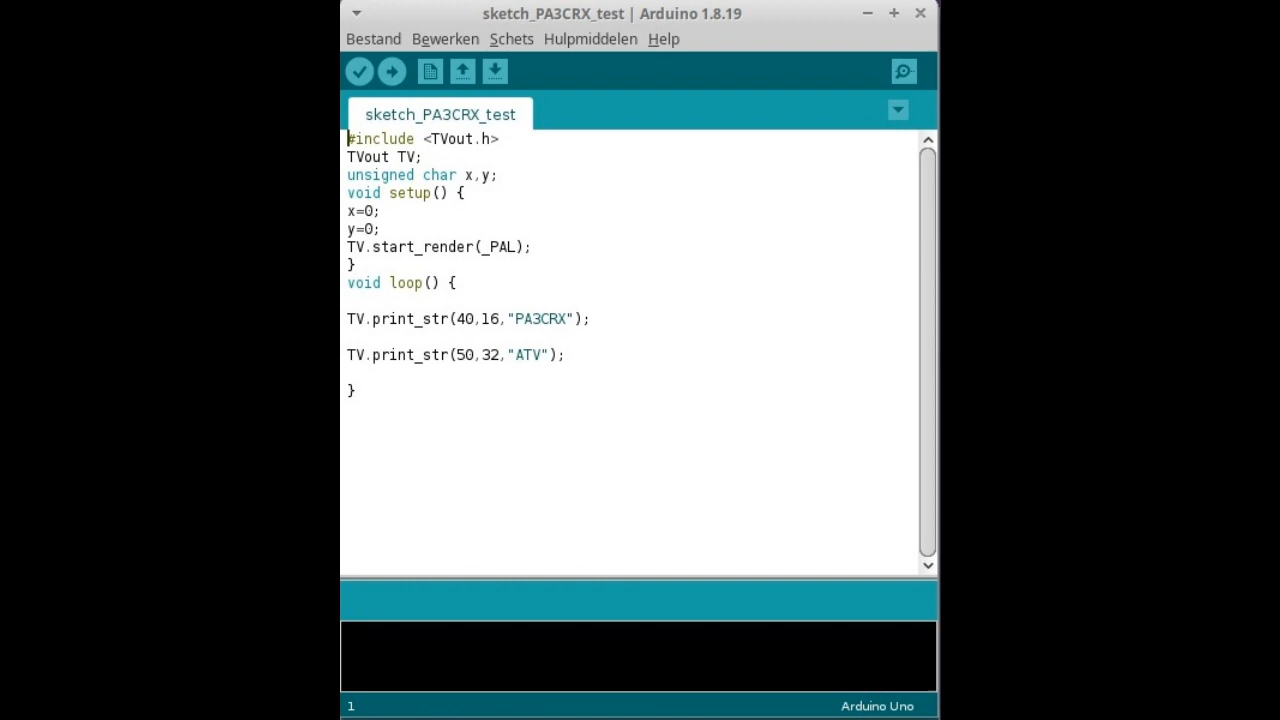 sketch_PA3CRX_test | Arduino 1.8.19
Bestand Bewerken Schets Hulpmiddelen Help
sketch_PA3CRX_test
#include <TVout.h>
TVout TV;
unsigned char x,y;
void setup() {
x=0;
y=0;
TV.start_render(_PAL);
}
void loop() {
TV.print_str(40,16,"PA3CRX");
TV.print_str(50,32,"ATV");
}
1 Arduino Uno